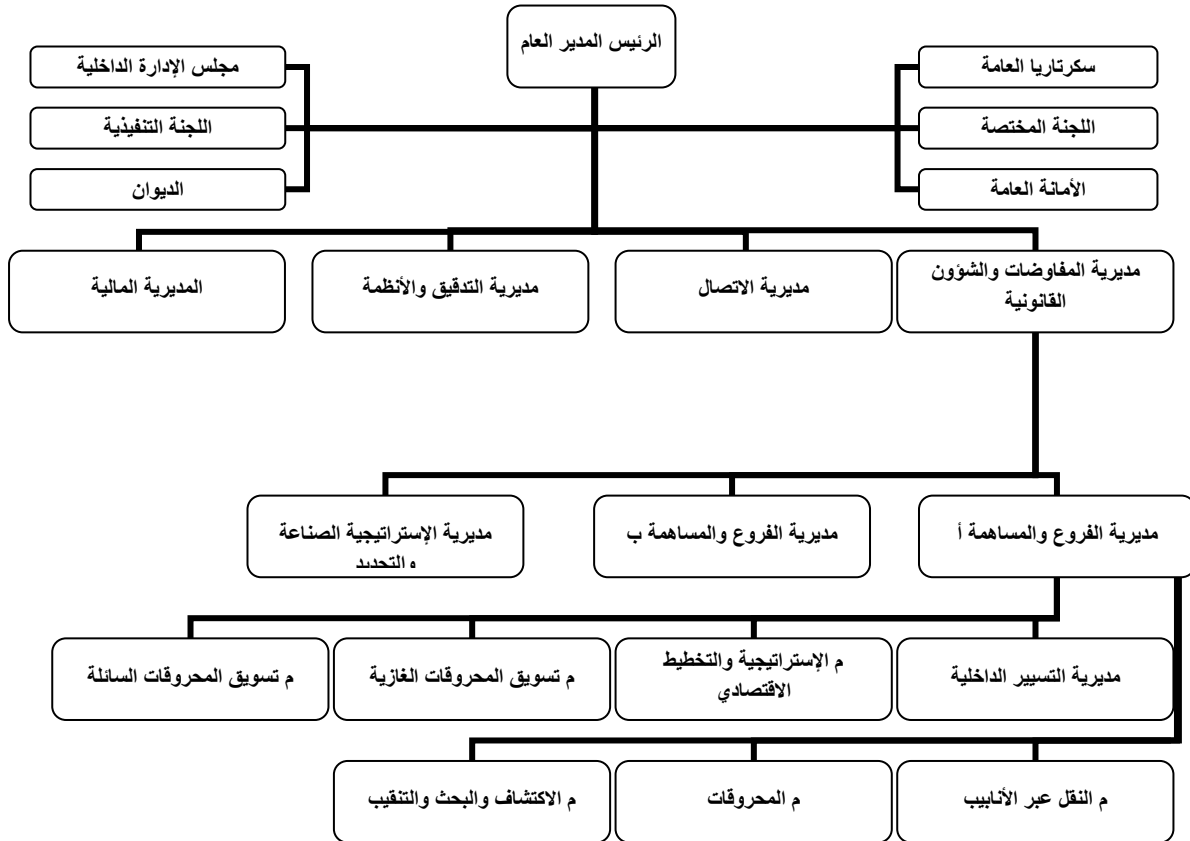 الرئيس المدير العام
سكرتاريا العامة
مجلس الإدارة الداخلية
اللجنة المختصة
اللجنة التنفيذية
الأمانة العامة
الديوان
مديرية المفاوضات والشؤون
القانونية
مديرية الاتصال
مديرية التدقيق والأنظمة
المديرية المالية
مديرية الفروع والمساهمة أ
مديرية الفروع والمساهمة ب
مديرية الإستراتيجية الصناعة
مديرية التسيير الداخلية
م الإستراتيجية والتخطيط
الاقتصادي
م تسويق المحروقات الغازية
م تسويق المحروقات السائلة
م النقل عبر الأنابيب
م المحروقات
م الاكتشاف والبحث والتنقيب